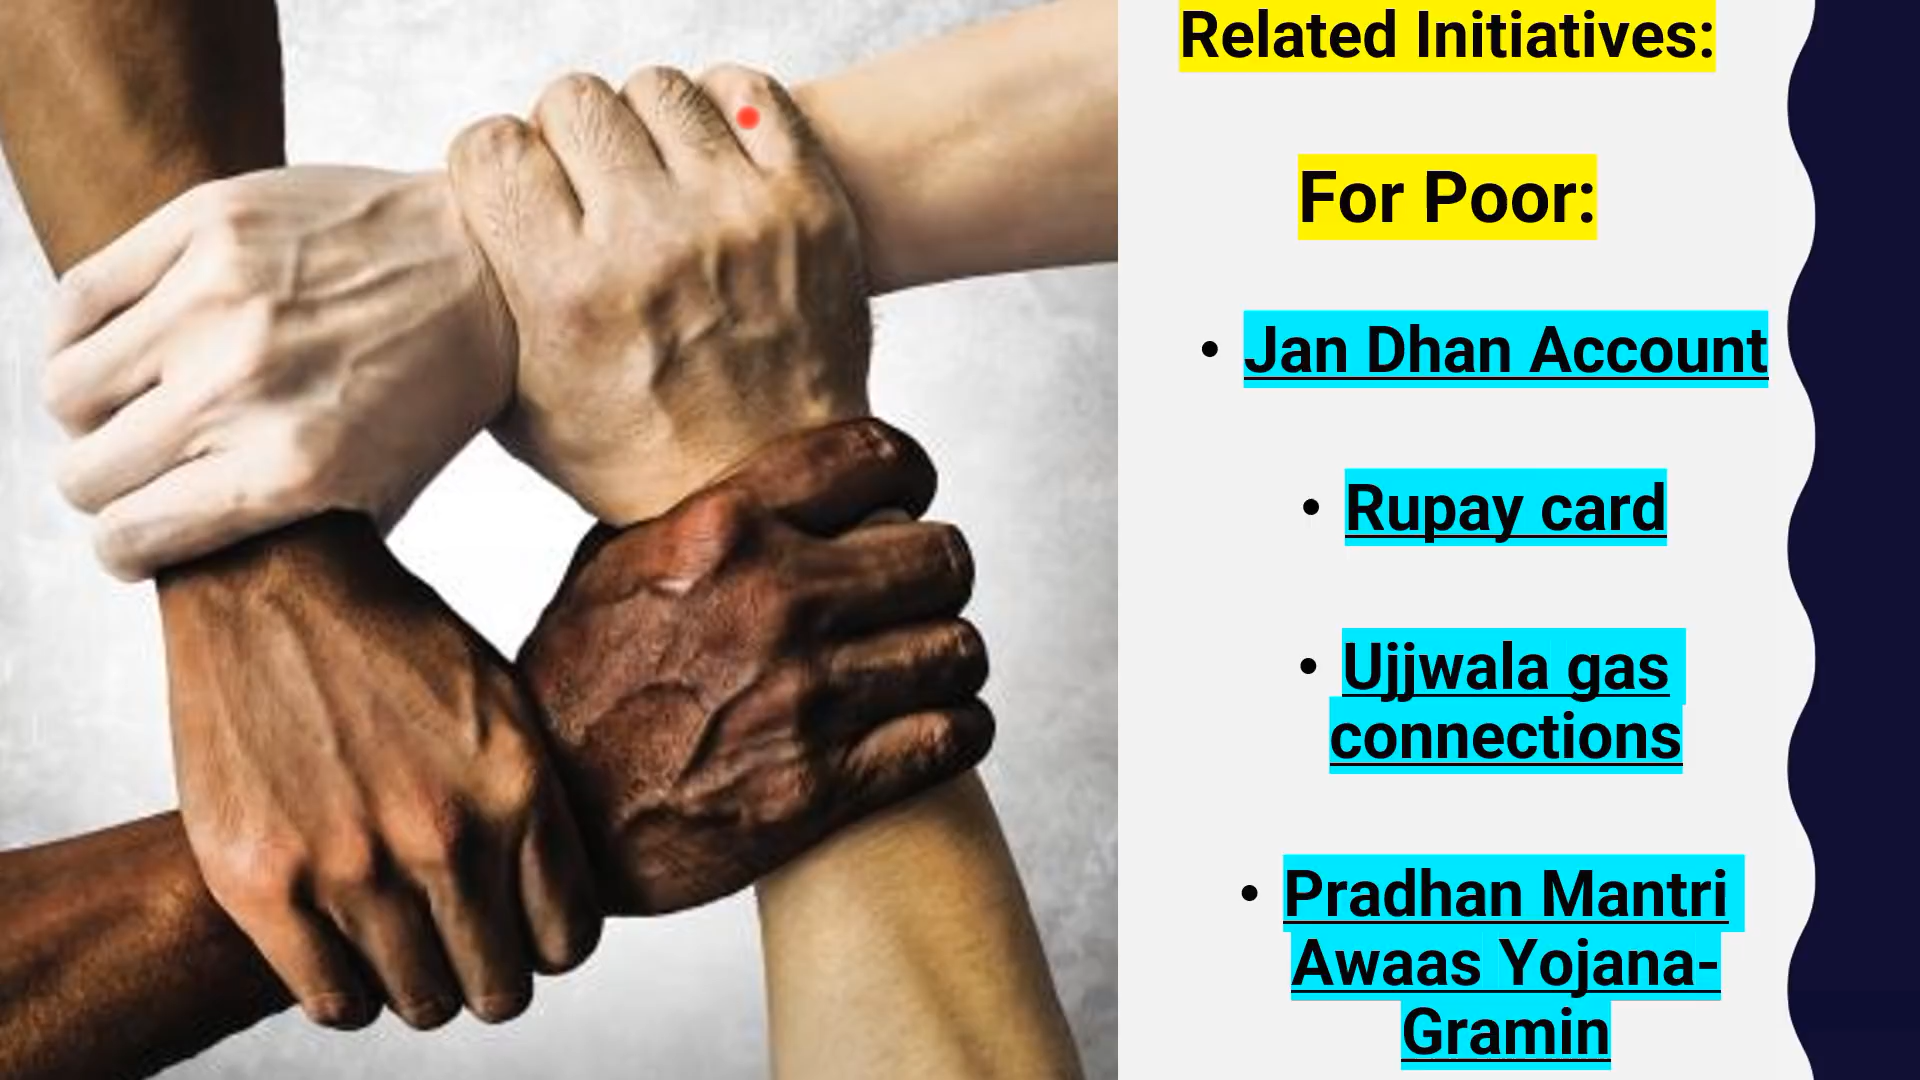 Related Initiatives:
For Poor:
• Jan Dhan Account
• Rupay card
• Ujjwala gas
connections
• Pradhan Mantri
Awaas Yojana-
Gramin